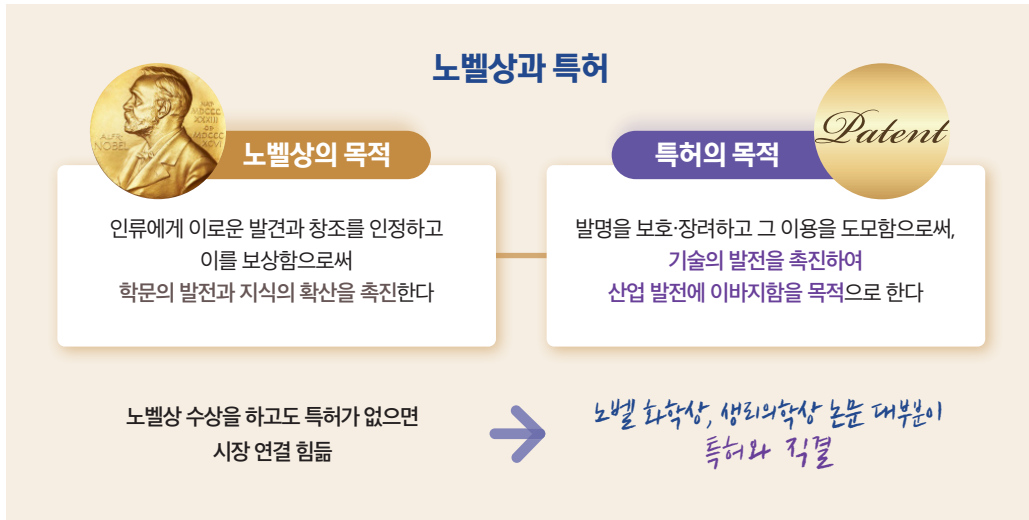 노벨상과 특허
ALFR.
NOBEL
노벨상의 목적
인류에게 이로운 발견과 창조를 인정하고
이를 보상함으로써
학문의 발전과 지식의 확산을 촉진한다
특허의 목적
Patent
발명을 보호·장려하고 그 이용을 도모함으로써,
기술의 발전을 촉진하여
산업 발전에 이바지함을 목적으로 한다
노벨상 수상을 하고도 특허가 없으면
시장 연결 힘듦
노벨 화학상, 생리의학상 논문 대부분이
특허와 직결